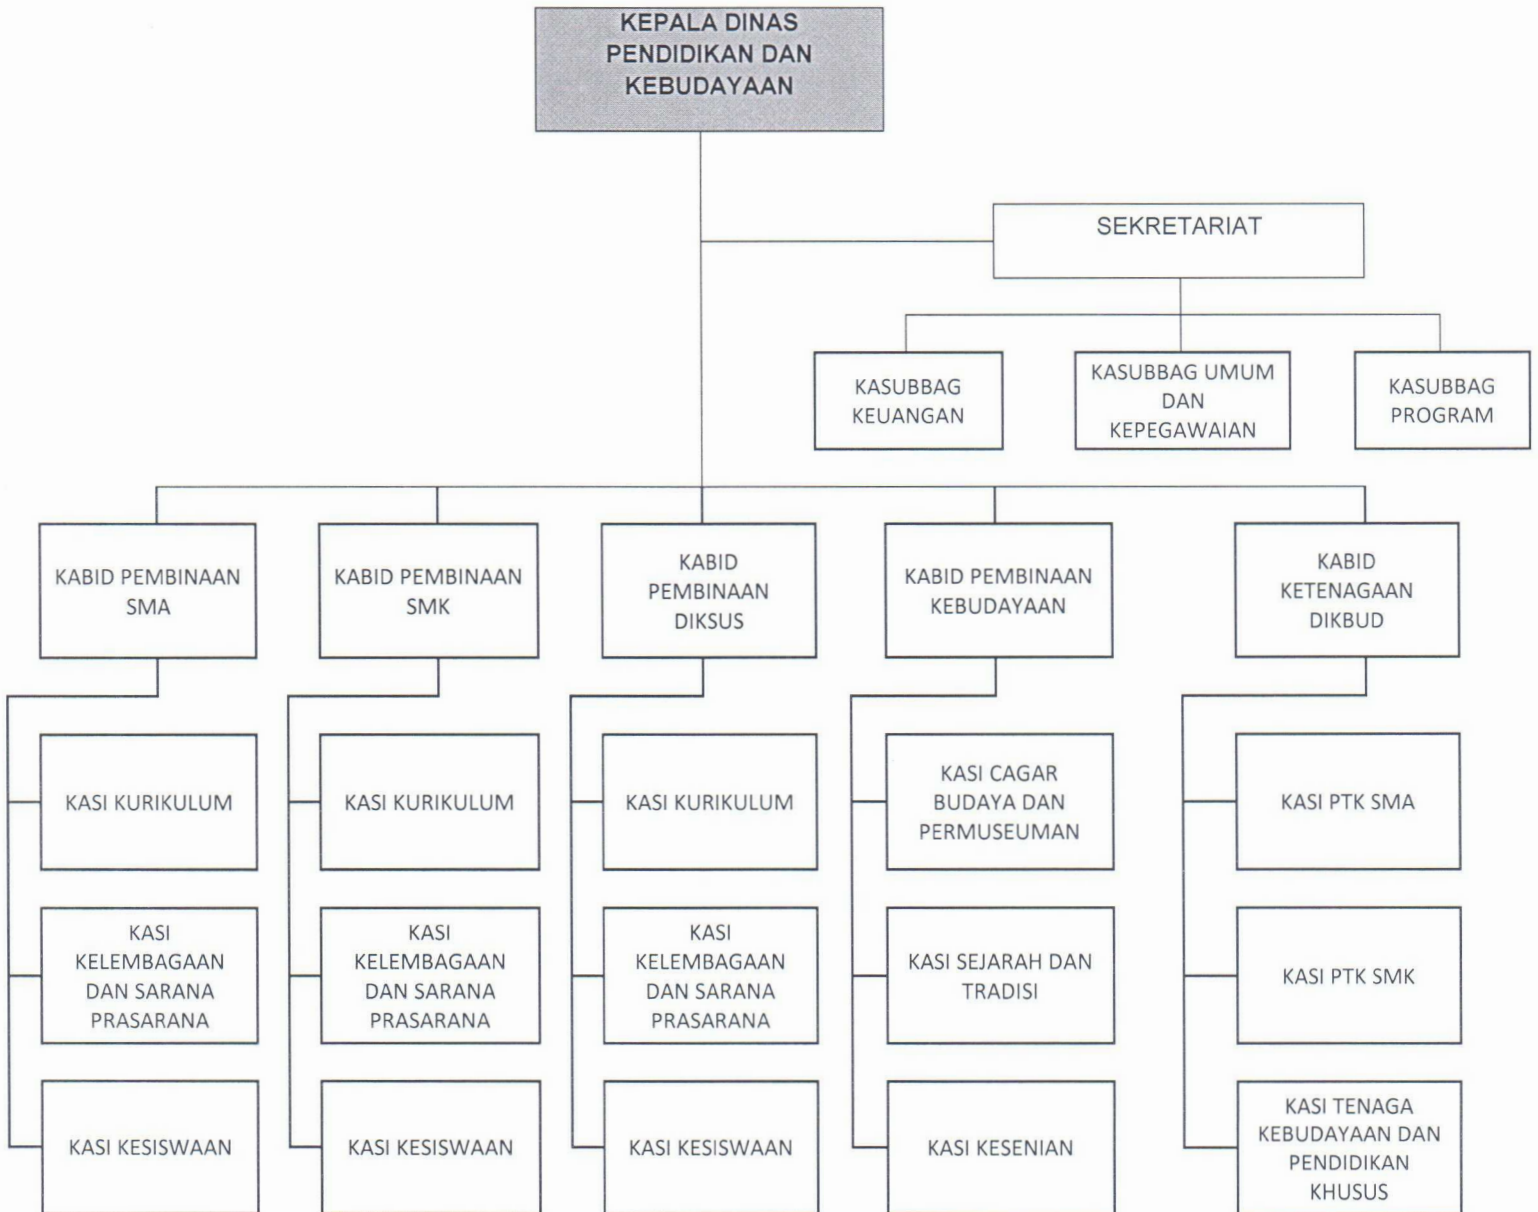 KEPALA DINAS
PENDIDIKAN DAN
KEBUDAYAAN
SEKRETARIAT
KASUBBAG
KEUANGAN
KASUBBAG UMUM
DAN
KEPEGAWAIAN
KASUBBAG
PROGRAM
KABID PEMBINAAN
SMA
KABID PEMBINAAN
SMK
KABID
PEMBINAAN
DIKSUS
KABID PEMBINAAN
KEBUDAYAAN
KABID
KETENAGAAN
DIKBUD
KASI KURIKULUM
KASI KURIKULUM
KASI KURIKULUM
KASI CAGAR
BUDAYA DAN
PERMUSEUMAN
KASI PTK SMA
KASI
KELEMBAGAAN
DAN SARANA
PRASARANA
KASI
KELEMBAGAAN
DAN SARANA
PRASARANA
KASI
KELEMBAGAAN
DAN SARANA
PRASARANA
KASI SEJARAH DAN
TRADISI
KASI PTK SMK
KASI KESISWAAN
KASI KESISWAAN
KASI KESISWAAN
KASI KESENIAN
KASI TENAGA
KEBUDAYAAN DAN
PENDIDIKAN
KHUSUS